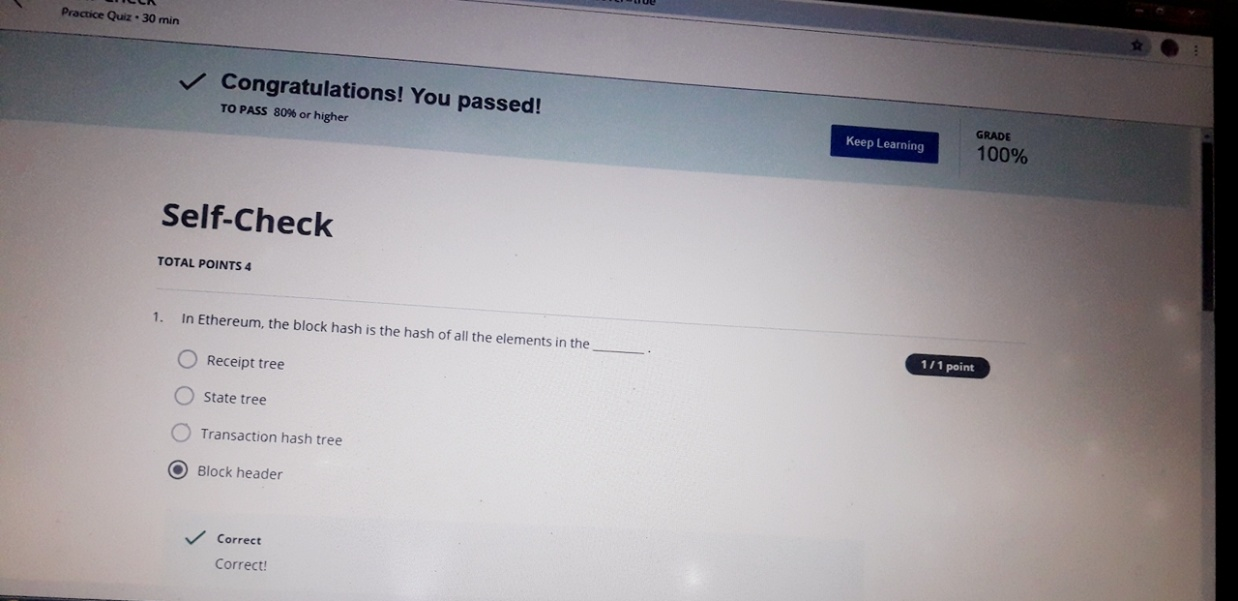 Practice Quiz • 30 min
Congratulations! You passed!
TO PASS 80% or higher
Keep Learning
GRADE
100%
Self-Check
TOTAL POINTS 4
1. In Ethereum, the block hash is the hash of all the elements in the _______ .
1 / 1 point
Receipt tree
State tree
Transaction hash tree
Block header
Correct
Correct!